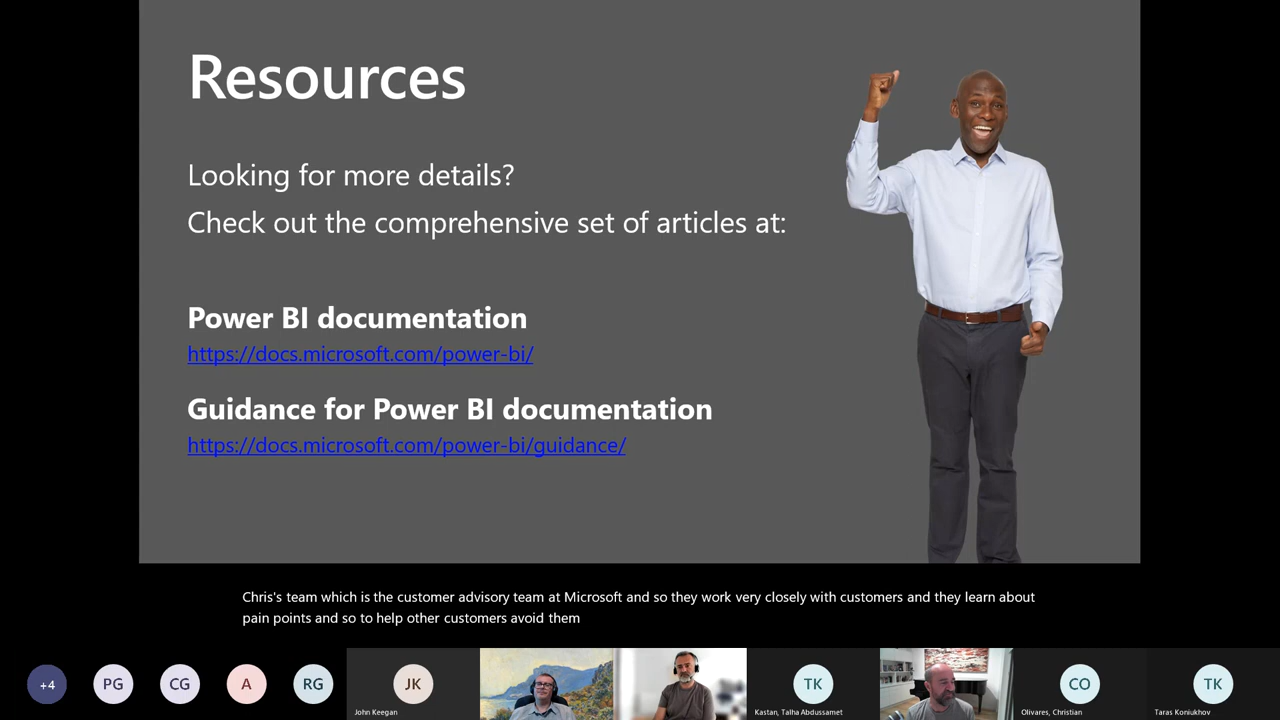 Resources
Looking for more details?
Check out the comprehensive set of articles at:
Power BI documentation
https://docs.microsoft.com/power-bi/
Guidance for Power BI documentation
https://docs.microsoft.com/power-bi/guidance/
Chris's team which is the customer advisory team at Microsoft and so they work very closely with customers and they learn about
pain points and so to help other customers avoid them
+4
PG
CG
A
RG
JK
TK
CO
TK
John Keegan
Kastan, Talha Abdussamet
Olivares, Christian
Taras Koniukhov